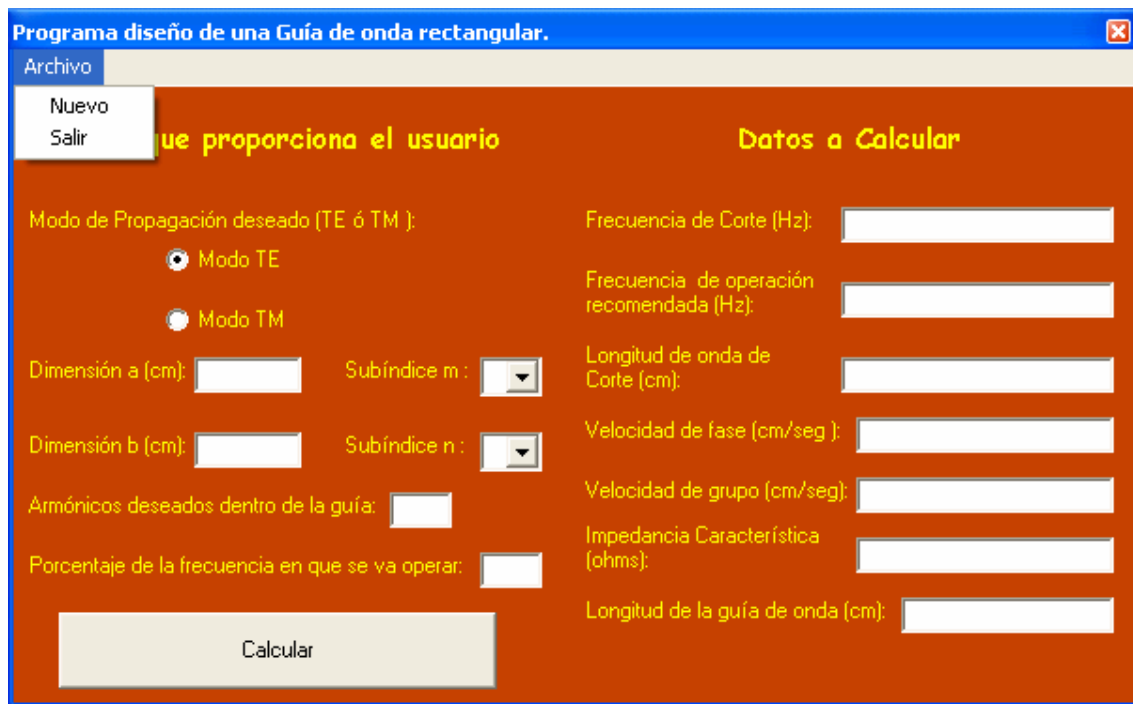 Programa diseño de una Guía de onda rectangular.
Archivo
Nuevo
Salir
que proporciona el usuario
Modo de Propagación deseado (TE ó TM ):
Modo TE
Modo TM
Dimensión a (cm):
Subíndice m :
Dimensión b (cm):
Subíndice n :
Armónicos deseados dentro de la guía:
Porcentaje de la frecuencia en que se va operar:
Calcular
Datos a Calcular
Frecuencia de Corte (Hz):
Frecuencia de operación
recomendada (Hz):
Longitud de onda de
Corte (cm):
Velocidad de fase (cm/seg ):
Velocidad de grupo (cm/seg):
Impedancia Característica
(ohms):
Longitud de la guía de onda (cm):